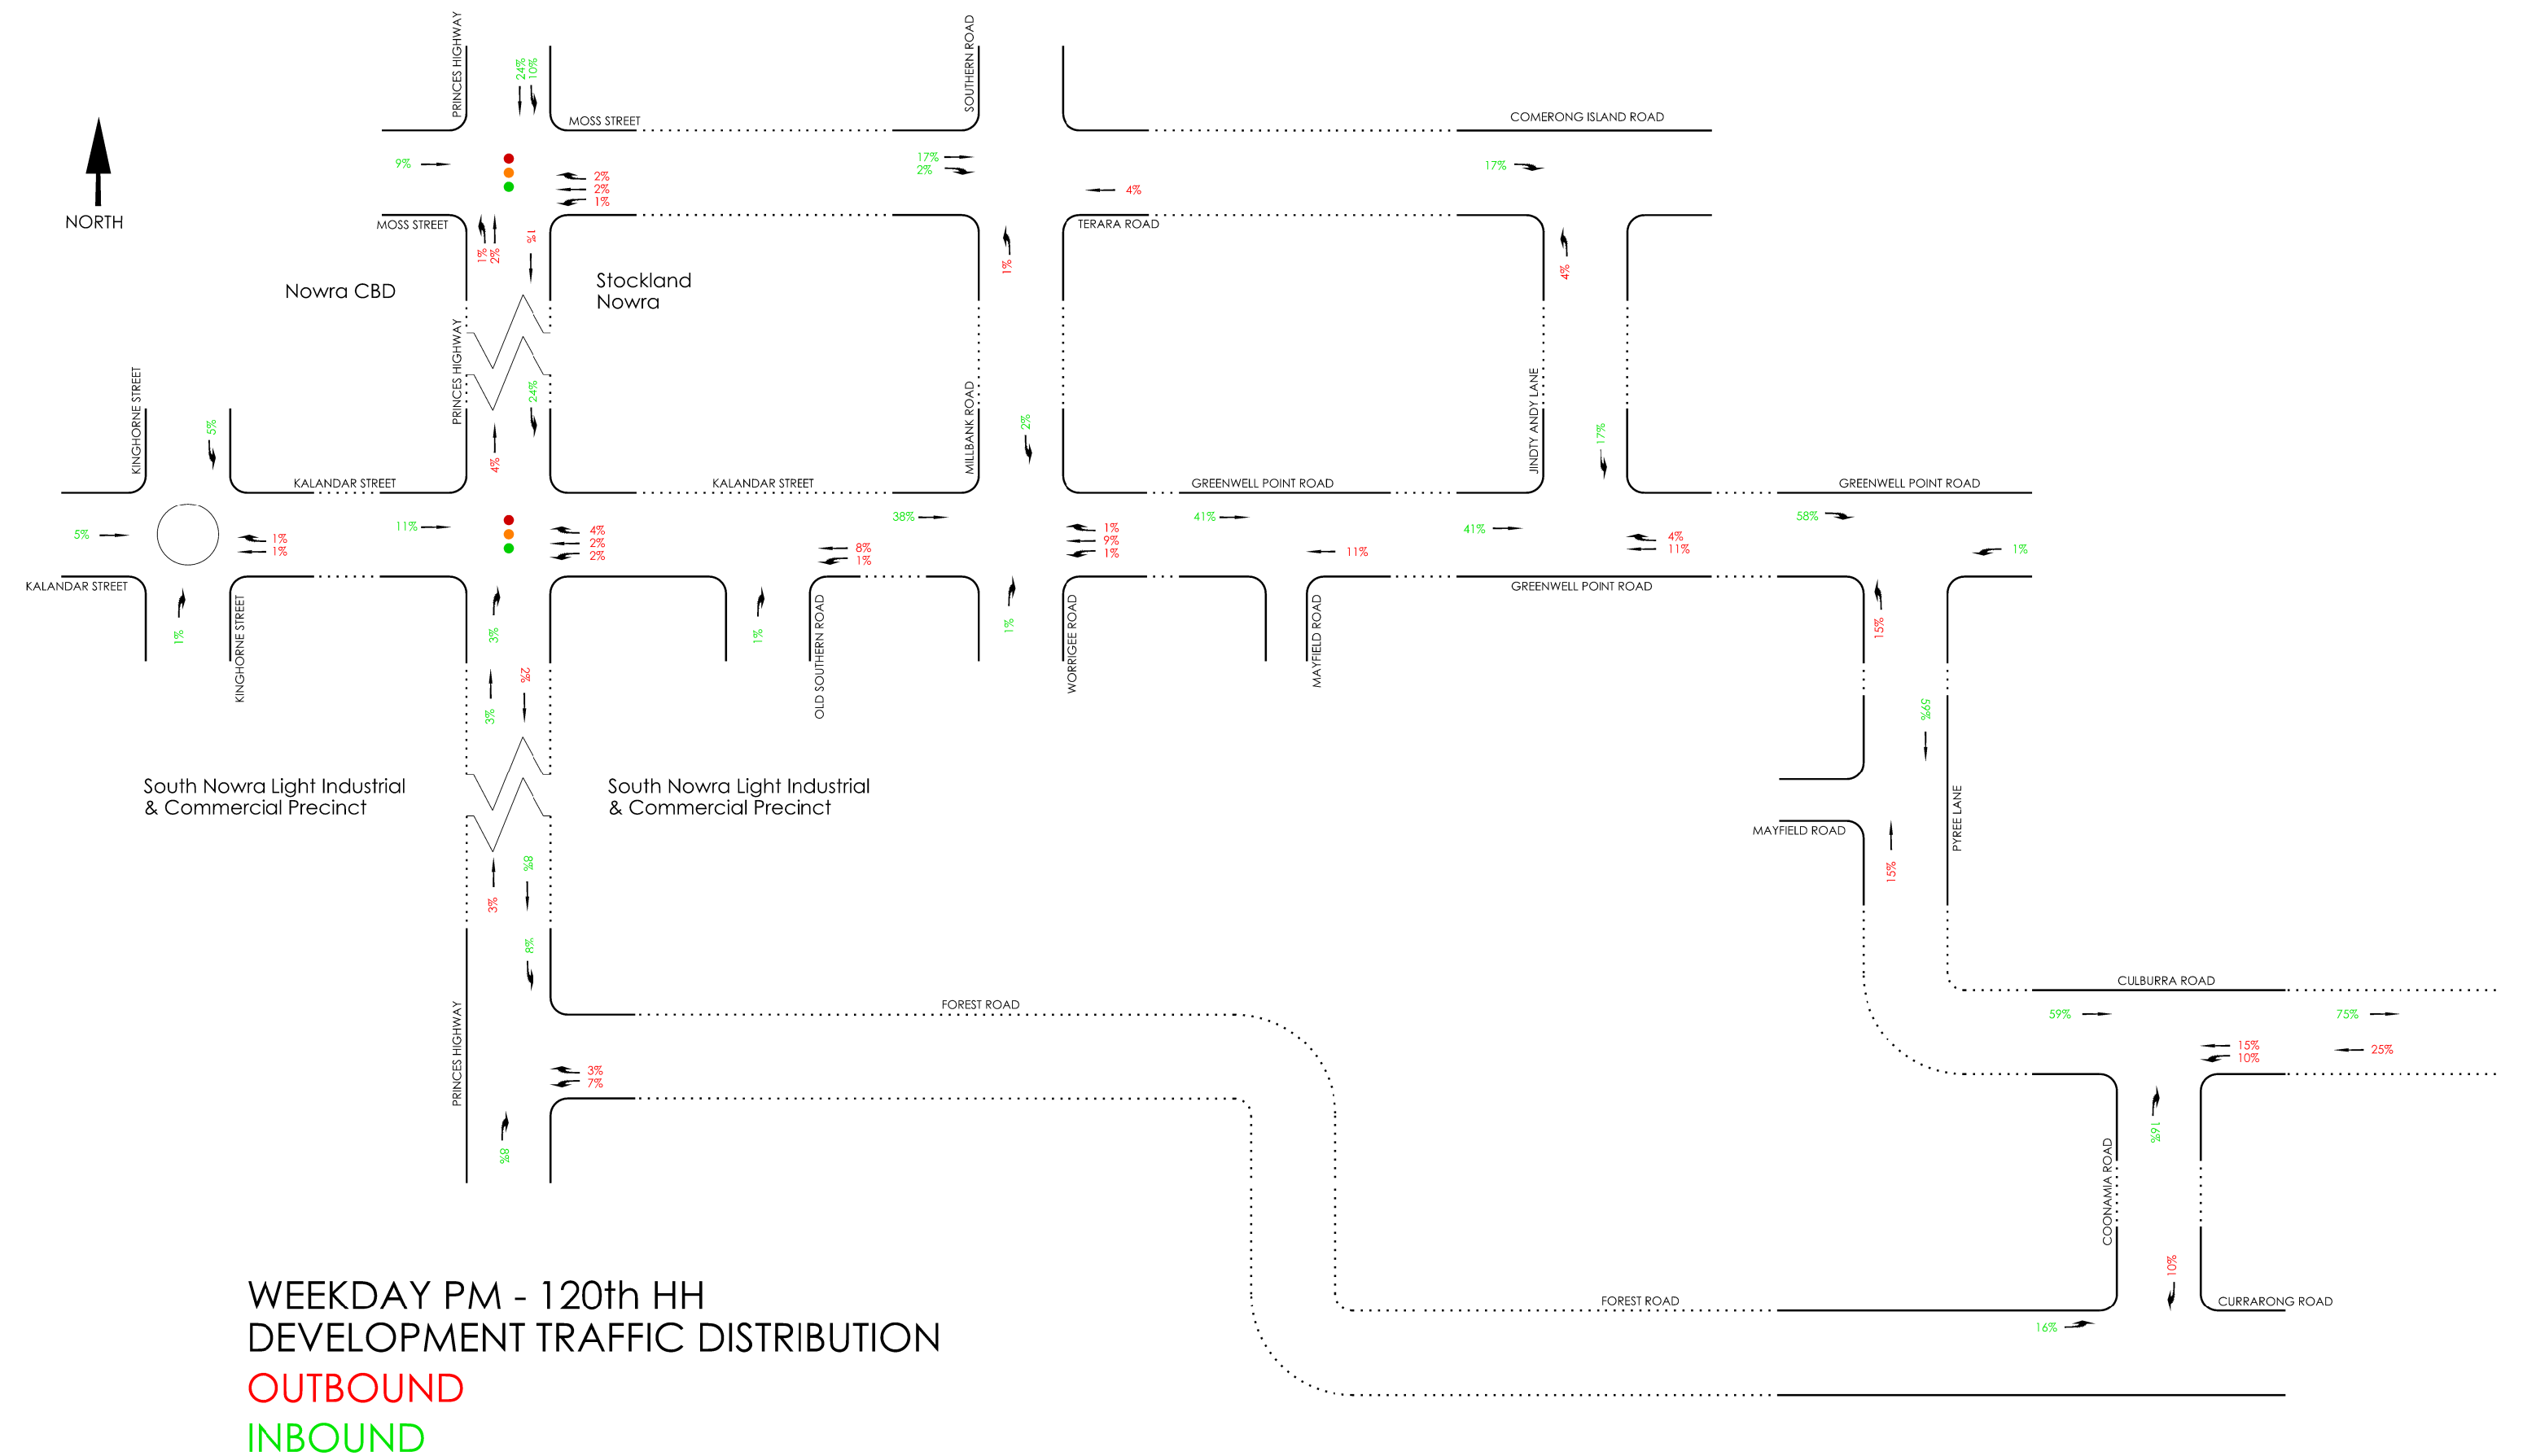 PRINCES HIGHWAY
24%
10%
SOUTHERN ROAD
MOSS STREET
COMERONG ISLAND ROAD
9%
17%
2%
17%
2%
2%
1%
4%
NORTH
MOSS STREET
TERARA ROAD
1%
2%
1%
1%
4%
Nowra CBD
Stockland
Nowra
PRINCES HIGHWAY
KINGHORNE STREET
24%
MILLBANK ROAD
JINDTY ANDY LANE
5%
4%
2%
17%
KALANDAR STREET
KALANDAR STREET
GREENWELL POINT ROAD
GREENWELL POINT ROAD
5%
11%
38%
41%
41%
58%
1%
1%
4%
2%
2%
8%
1%
1%
9%
1%
11%
4%
11%
1%
KALANDAR STREET
GREENWELL POINT ROAD
1%
KINGHORNE STREET
3%
1%
OLD SOUTHERN ROAD
1%
WORRIGEE ROAD
MAYFIELD ROAD
15%
3%
2%
59%
South Nowra Light Industrial
& Commercial Precinct
South Nowra Light Industrial
& Commercial Precinct
MAYFIELD ROAD
PYREE LANE
8%
3%
15%
8%
CULBURRA ROAD
FOREST ROAD
59%
75%
PRINCES HIGHWAY
15%
10%
25%
3%
7%
8%
16%
COONAMIA ROAD
10%
FOREST ROAD
CURRARONG ROAD
16%
WEEKDAY PM - 120th HH
DEVELOPMENT TRAFFIC DISTRIBUTION
OUTBOUND
INBOUND